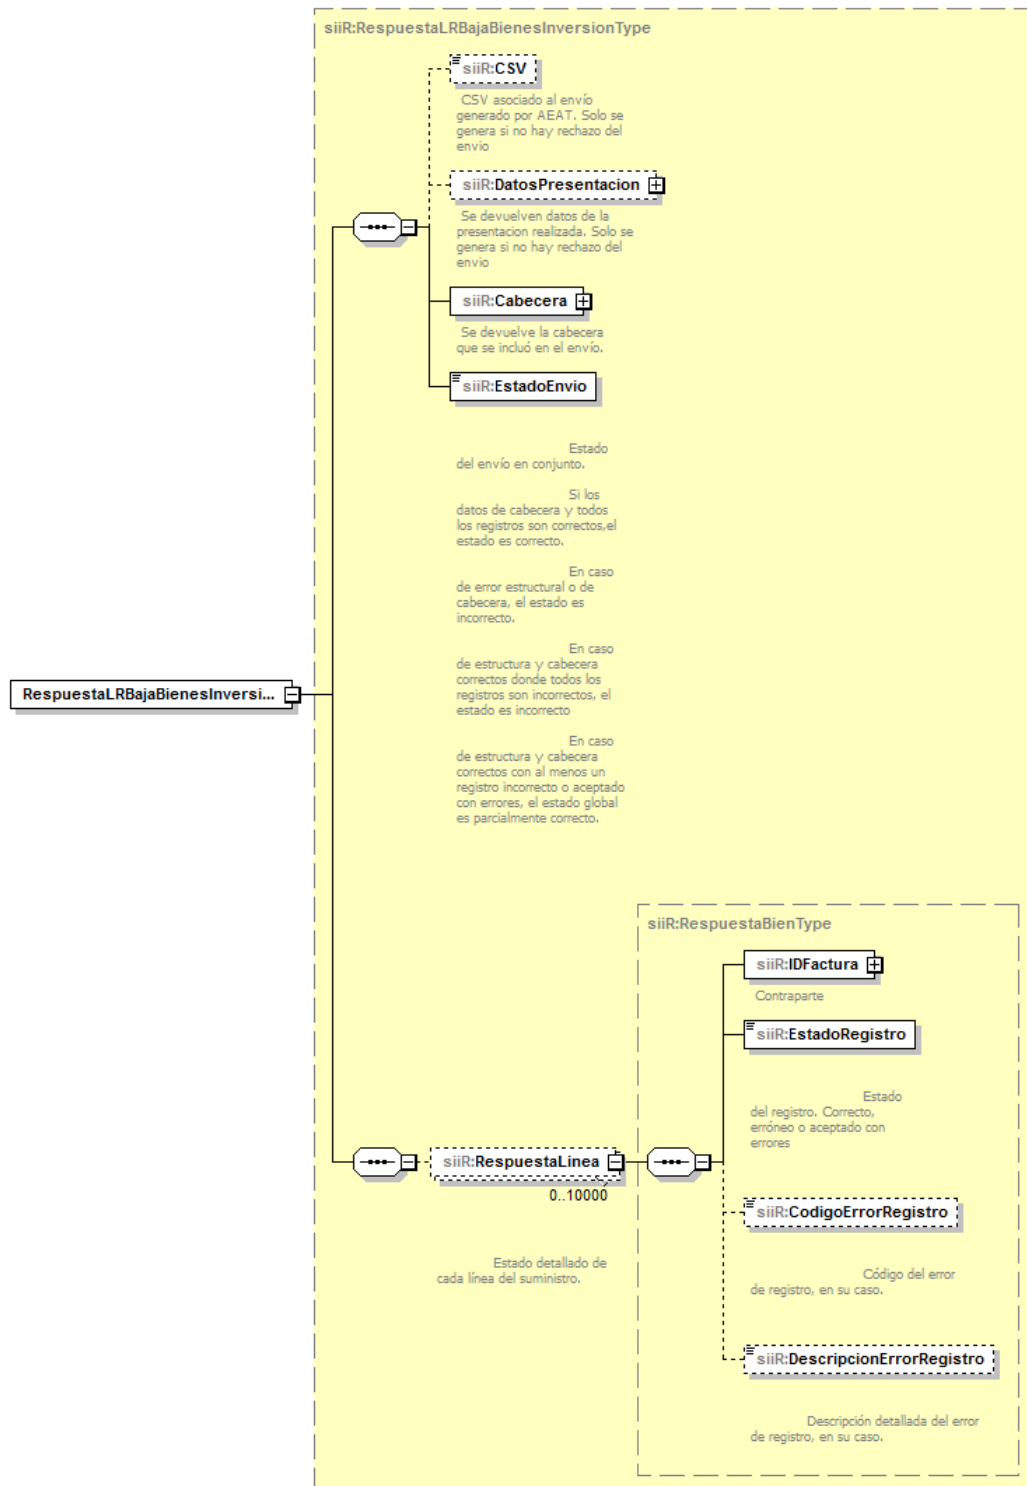 siiR:RespuestaLRBajaBienesInversionType
siiR:CSV
CSV asociado al envío
generado por AEAT. Solo se
genera si no hay rechazo del
envio
siiR:DatosPresentacion
Se devuelven datos de la
presentacion realizada. Solo se
genera si no hay rechazo del
envio
siiR:Cabecera
Se devuelve la cabecera
que se incluó en el envío.
siiR:EstadoEnvio
Estado
del envío en conjunto.
Si los
datos de cabecera y todos
los registros son correctos,el
estado es correcto.
En caso
de error estructural o de
cabecera, el estado es
incorrecto.
En caso
de estructura y cabecera
correctos donde todos los
registros son incorrectos, el
estado es incorrecto
En caso
de estructura y cabecera
correctos con al menos un
registro incorrecto o aceptado
con errores, el estado global
es parcialmente correcto.
RespuestaLRBajaBienesInversi...
siiR:RespuestaBienType
siiR:IDFactura
Contraparte
siiR:EstadoRegistro
Estado
del registro. Correcto,
erróneo o aceptado con
errores
siiR:RespuestaLinea
0..10000
Estado detallado de
cada línea del suministro.
siiR:CodigoErrorRegistro
Código del error
de registro, en su caso.
siiR:DescripcionErrorRegistro
Descripción detallada del error
de registro, en su caso.